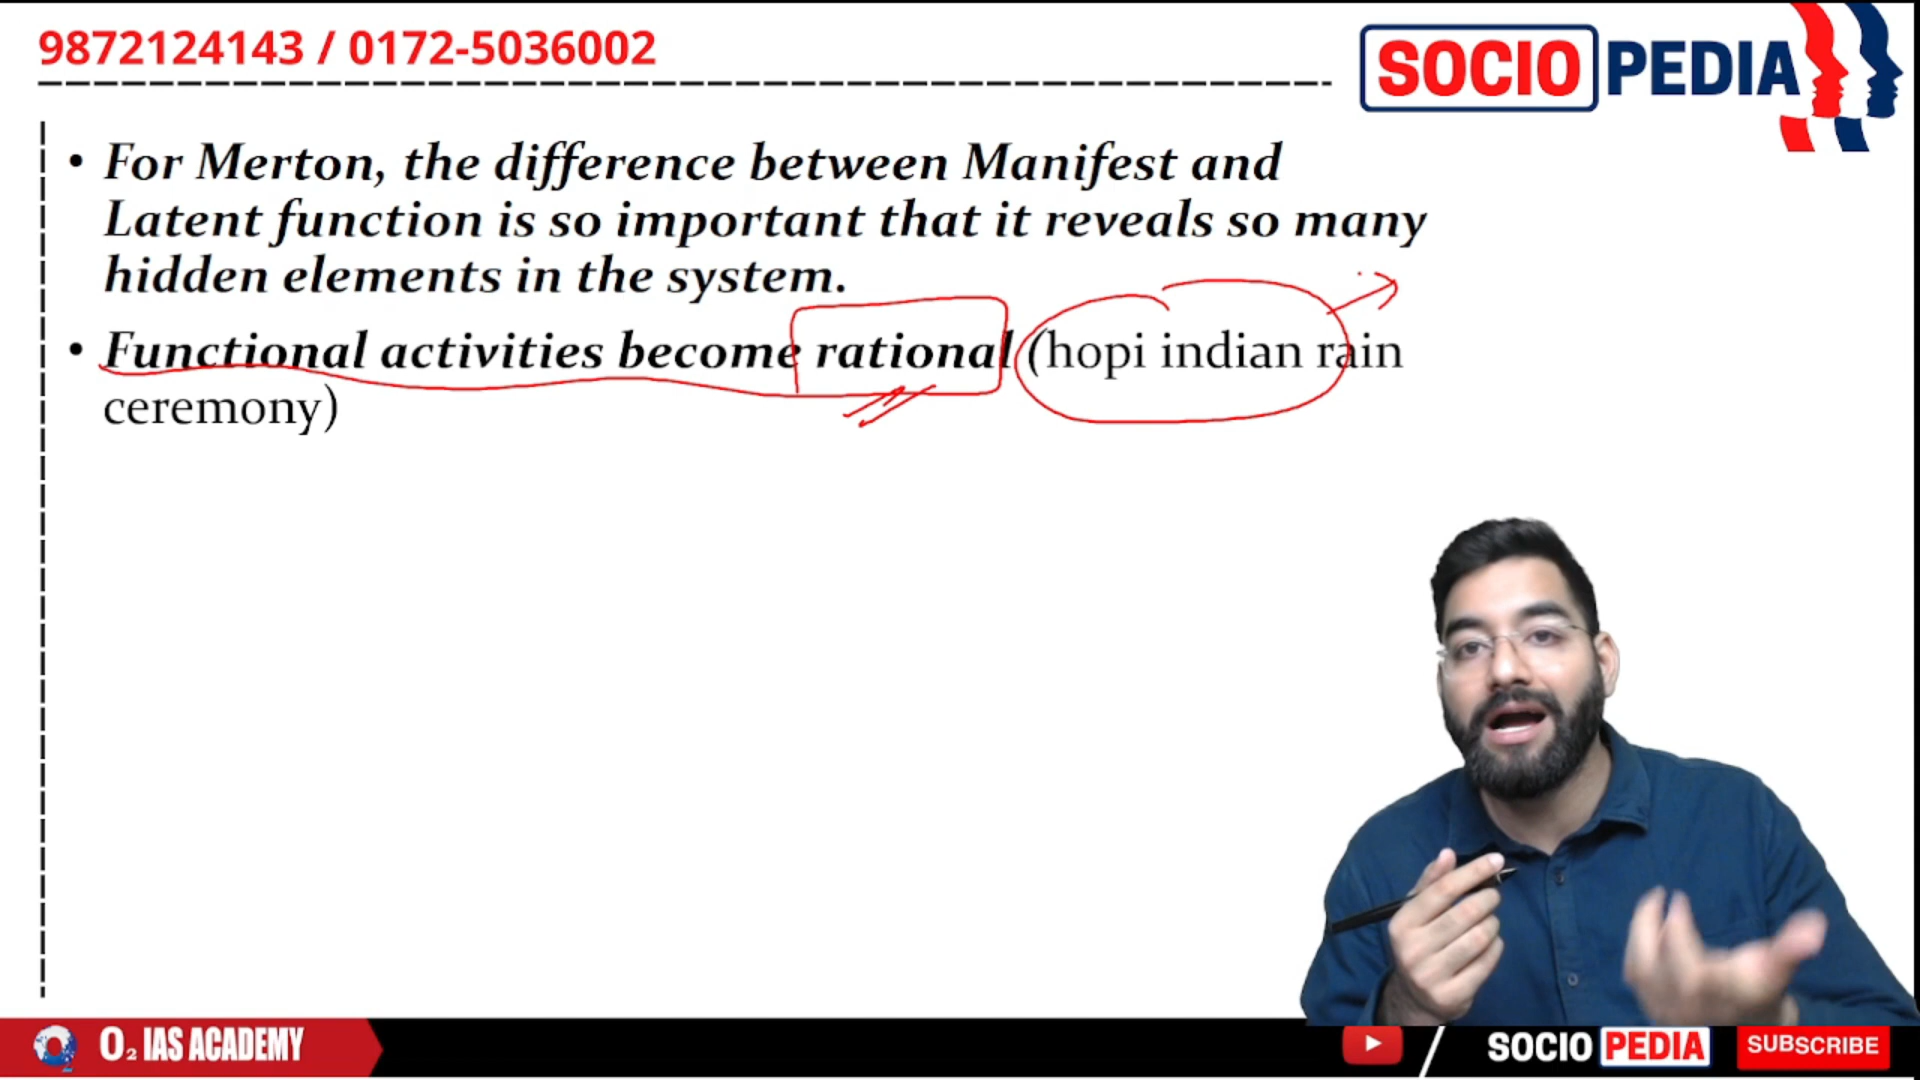 9872124143 / 0172-5036002
SOCIO PEDIA
• For Merton, the difference between Manifest and
Latent function is so important that it reveals so many
hidden elements in the system.
• Functional activities become rational (hopi indian rain
ceremony)
O2 IAS ACADEMY
SOCIO PEDIA
SUBSCRIBE